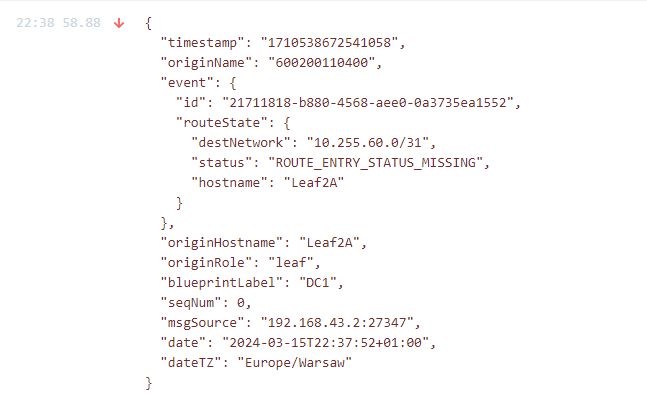 22:38 58.88 ↓ {
"timestamp": "1710538672541058",
"originName": "600200110400",
"event": {
"id": "21711818-b880-4568-aee0-0a3735ea1552",
"routeState": {
"destNetwork": "10.255.60.0/31",
"status": "ROUTE_ENTRY_STATUS_MISSING",
"hostname": "Leaf2A"
}
},
"originHostname": "Leaf2A",
"originRole": "leaf",
"blueprintLabel": "DC1",
"seqNum": 0,
"msgSource": "192.168.43.2:27347",
"date": "2024-03-15T22:37:52+01:00",
"dateTZ": "Europe/Warsaw"
}